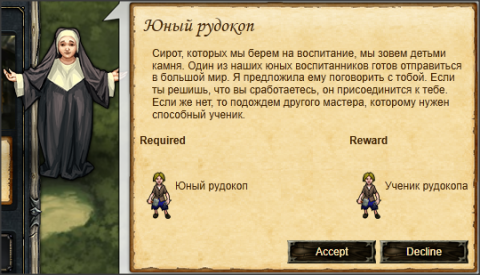 Юный рудокоп
Сирот, которых мы берем на воспитание, мы зовем детьми
камня. Один из наших юных воспитанников готов отправиться
в большой мир. Я предложила ему поговорить с тобой. Если
ты решишь, что вы сработаетесь, он присоединится к тебе.
Если же нет, то подождем другого мастера, которому нужен
способный ученик.
Required Reward
Юный рудокоп Ученик рудокопа
Accept Decline